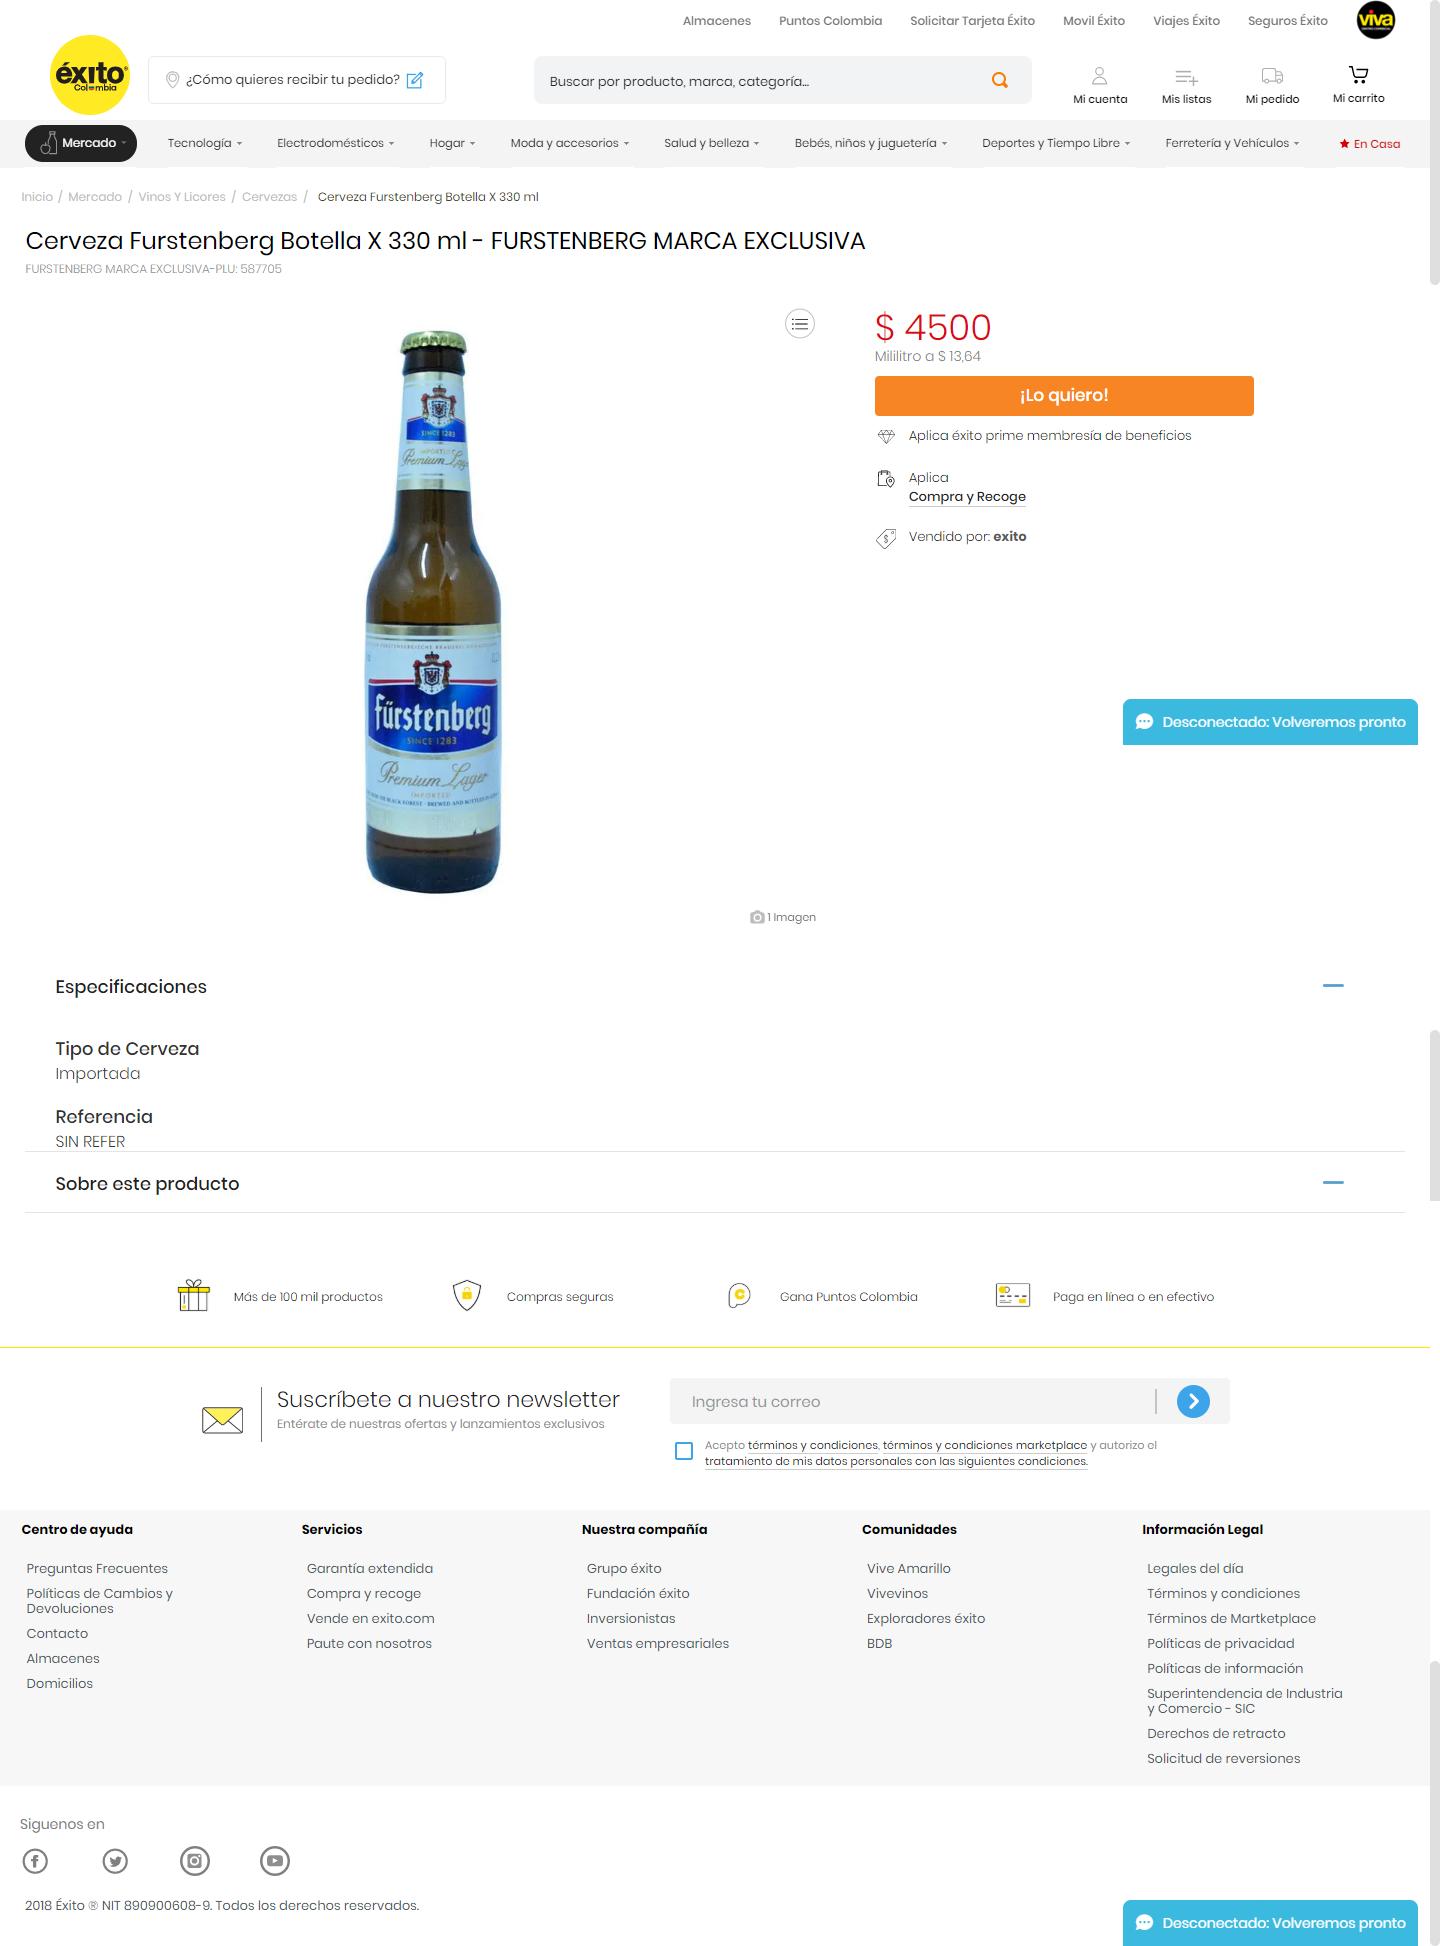 Almacenes Puntos Colombia Solicitar Tarjeta Éxito Movil Éxito Viajes Éxito Seguros Éxito viva
éxito
Colombia
¿Cómo quieres recibir tu pedido?
Buscar por producto, marca, categoría...
Mi cuenta Mis listas Mi pedido Mi carrito
Mercado Tecnología Electrodomésticos Hogar Moda y accesorios Salud y belleza Bebés, niños y juguetería Deportes y Tiempo Libre Ferretería y Vehículos En Casa
Inicio / Mercado / Vinos Y Licores / Cervezas / Cerveza Furstenberg Botella X 330 ml
Cerveza Furstenberg Botella X 330 ml - FURSTENBERG MARCA EXCLUSIVA
FURSTENBERG MARCA EXCLUSIVA-PLU: 587705
SINCE 1283
IMPORTED
Premium Lager
fürstenberg
SINCE 1283
Premium Lager
IMPORTED
$ 4500
Mililitro a $ 13,64
¡Lo quiero!
Aplica éxito prime membresía de beneficios
Aplica
Compra y Recoge
Vendido por: exito
Desconectado: Volveremos pronto
1 Imagen
Especificaciones
Tipo de Cerveza
Importada
Referencia
SIN REFER
Sobre este producto
Más de 100 mil productos Compras seguras Gana Puntos Colombia Paga en línea o en efectivo
Suscríbete a nuestro newsletter
Entérate de nuestras ofertas y lanzamientos exclusivos
Ingresa tu correo
Acepto términos y condiciones, términos y condiciones marketplace y autorizo el
tratamiento de mis datos personales con las siguientes condiciones.
Centro de ayuda
Preguntas Frecuentes
Políticas de Cambios y
Devoluciones
Contacto
Almacenes
Domicilios
Servicios
Garantía extendida
Compra y recoge
Vende en exito.com
Paute con nosotros
Nuestra compañía
Grupo éxito
Fundación éxito
Inversionistas
Ventas empresariales
Comunidades
Vive Amarillo
Vivevinos
Exploradores éxito
BDB
Información Legal
Legales del día
Términos y condiciones
Términos de Martketplace
Políticas de privacidad
Políticas de información
Superintendencia de Industria
y Comercio - SIC
Derechos de retracto
Solicitud de reversiones
Siguenos en
2018 Éxito ® NIT 890900608-9. Todos los derechos reservados.
Desconectado: Volveremos pronto